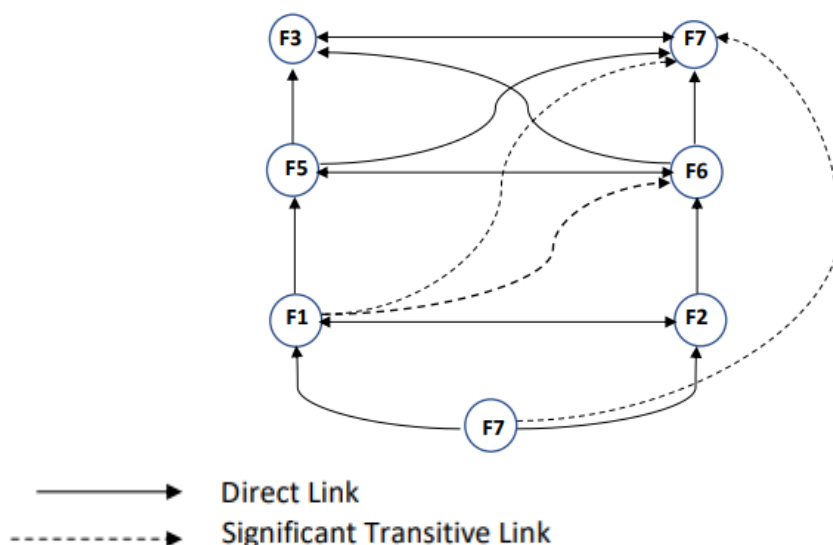 F3 F7
F5 F6
F1 F2
F7
Direct Link
Significant Transitive Link